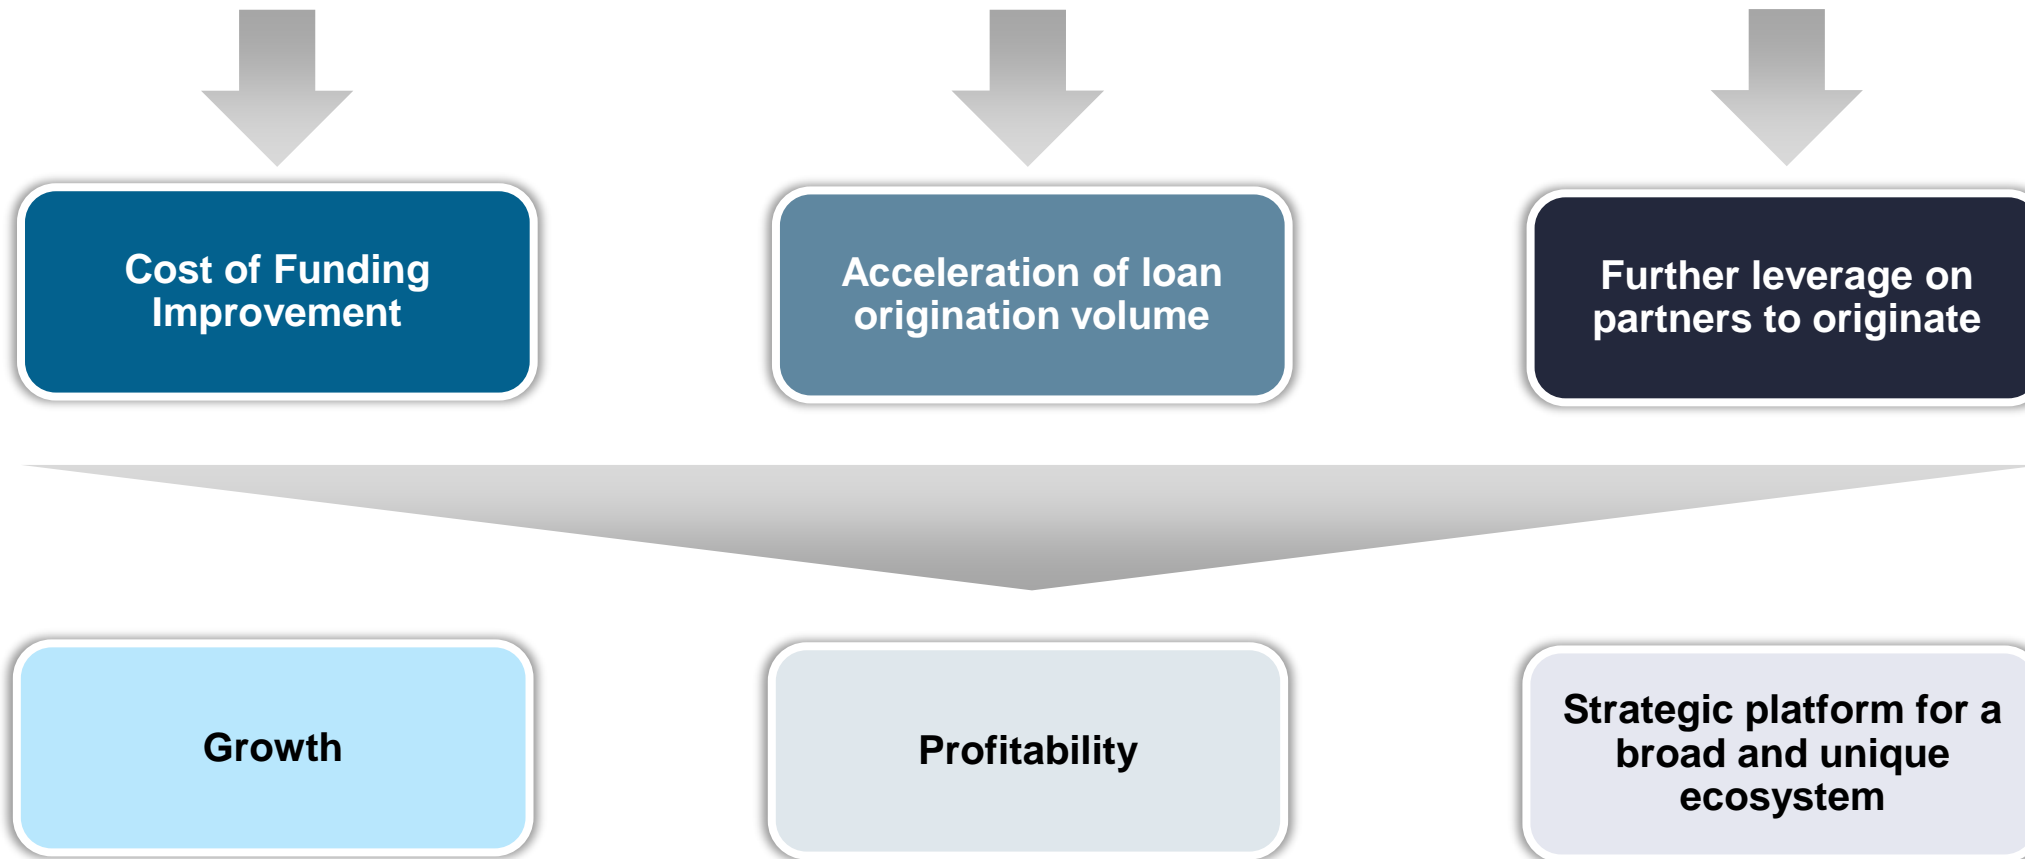 Cost of Funding
Improvement
Acceleration of loan
origination volume
Further leverage on
partners to originate
Growth
Profitability
Strategic platform for a
broad and unique
ecosystem